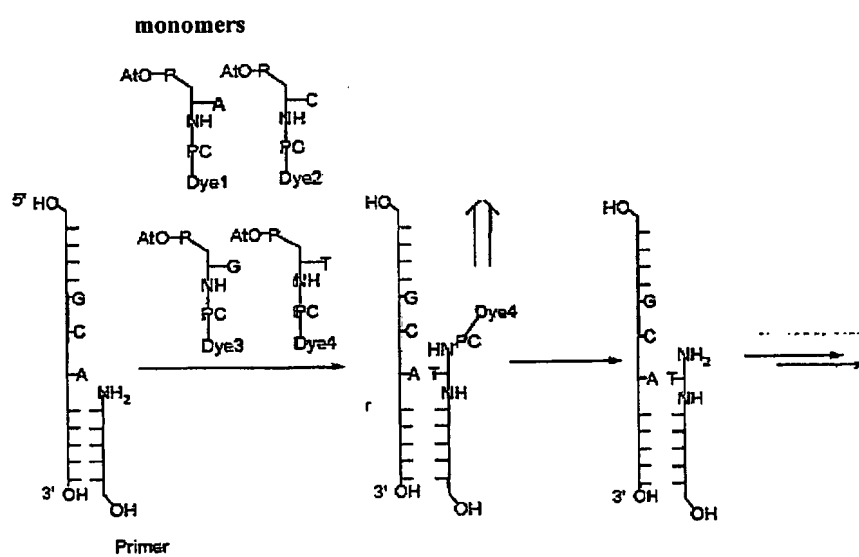 monomers
AtO-P
A
NH
PC
Dye1
AtO-P
C
NH
PC
Dye2
AtO-P
G
NH
PC
Dye3
AtO-P
T
NH
PC
Dye4
5' HO
G
C
A
NH₂
3' OH
OH
Primer
HO
G
C
A T
HN
PC
Dye4
NH
r
3' OH
OH
HO
G
C
A T
NH₂
NH
3' OH
OH